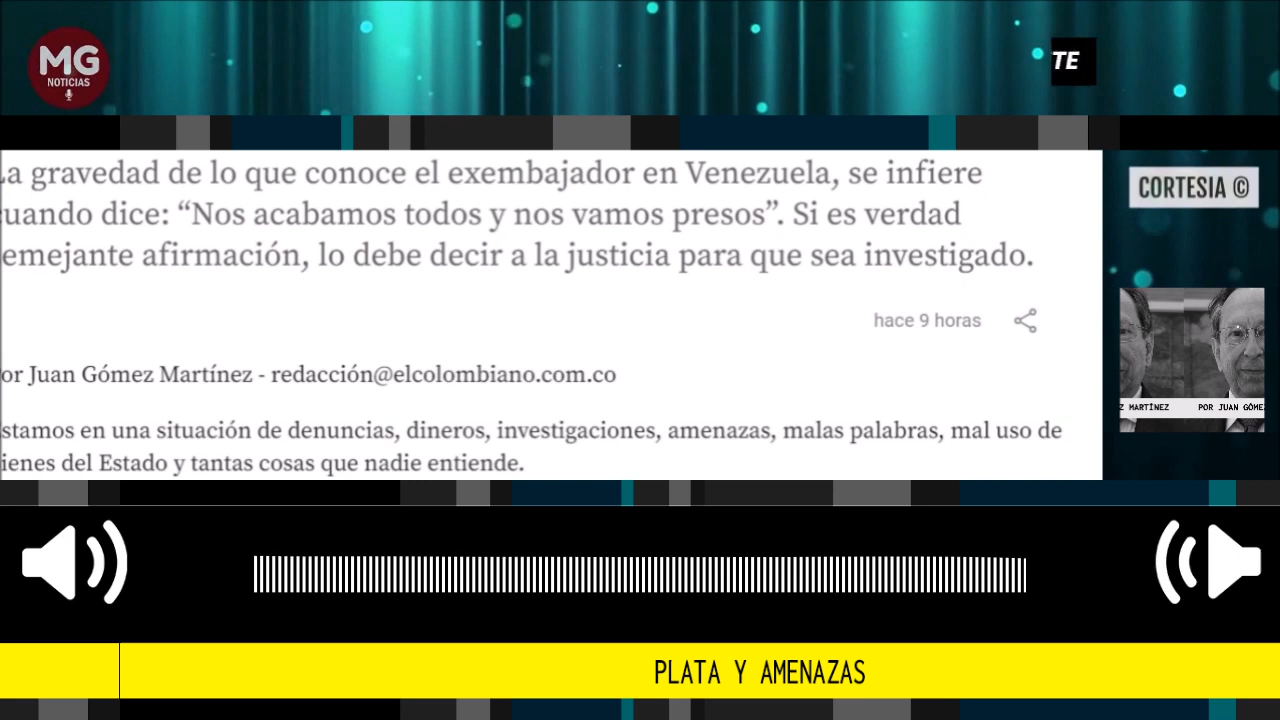 MG
NOTICIAS
TE
La gravedad de lo que conoce el exembajador en Venezuela, se infiere
cuando dice: “Nos acabamos todos y nos vamos presos”. Si es verdad
emejante afirmación, lo debe decir a la justicia para que sea investigado.
CORTESIA ©
hace 9 horas
or Juan Gómez Martínez - redacción@elcolombiano.com.co
stamos en una situación de denuncias, dineros, investigaciones, amenazas, malas palabras, mal uso de
ienes del Estado y tantas cosas que nadie entiende.
Z MARTÍNEZ POR JUAN GÓME
PLATA Y AMENAZAS